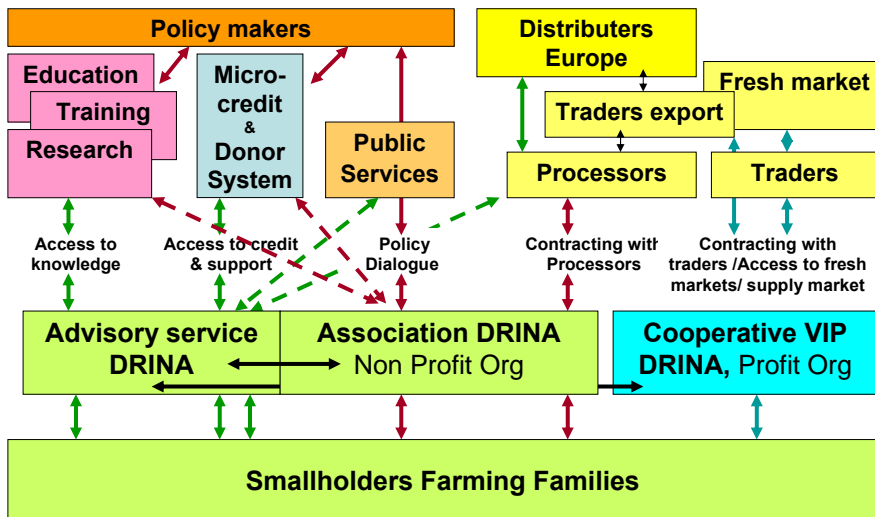 Policy makers
Distributers
Europe
Education
Training
Research
Micro-
credit
&
Donor
System
Public
Services
Fresh market
Traders export
Processors
Traders
Access to
knowledge
Access to credit
& support
Policy
Dialogue
Contracting with
Processors
Contracting with
traders /Access to fresh
markets/ supply market
Advisory service
DRINA
Association DRINA
Non Profit Org
Cooperative VIP
DRINA, Profit Org
Smallholders Farming Families